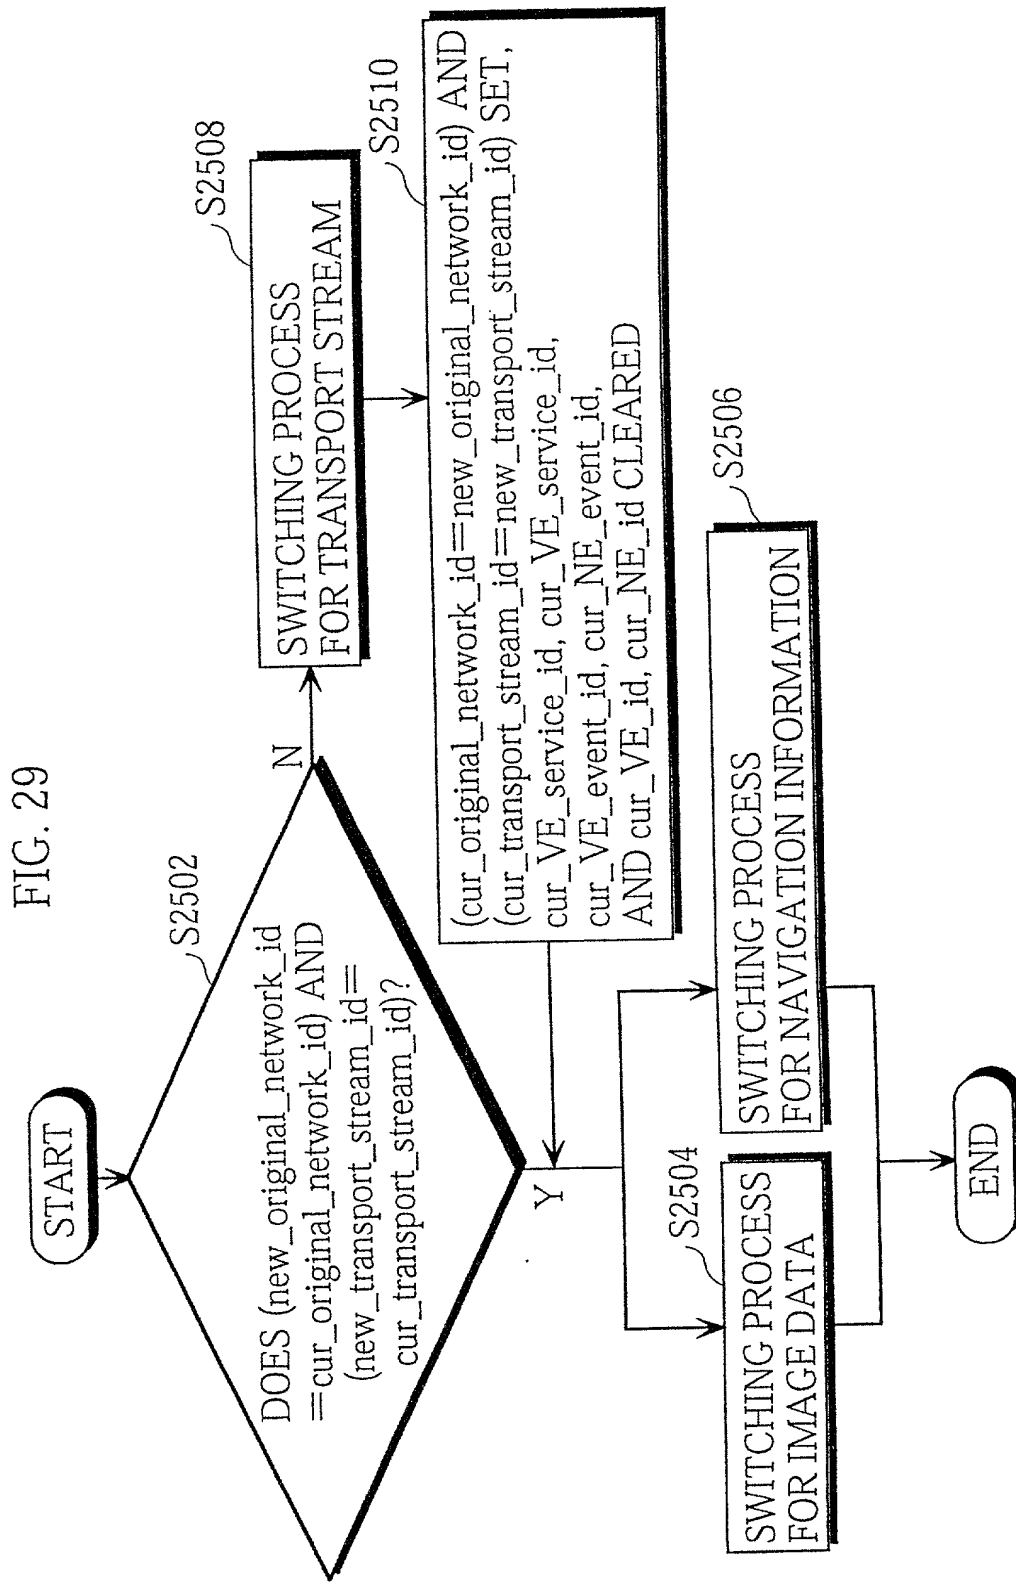 FIG. 29
START
S2502
DOES (new_original_network_id
=cur_original_network_id) AND
(new_transport_stream_id=
cur_transport_stream_id)?
N
Y
S2508
SWITCHING PROCESS
FOR TRANSPORT STREAM
S2510
(cur_original_network_id=new_original_network_id) AND
(cur_transport_stream_id=new_transport_stream_id) SET,
cur_VE_service_id, cur_VE_service_id,
cur_VE_event_id, cur_NE_event_id,
AND cur_VE_id, cur_NE_id CLEARED
S2504
SWITCHING PROCESS
FOR IMAGE DATA
S2506
SWITCHING PROCESS
FOR NAVIGATION INFORMATION
END